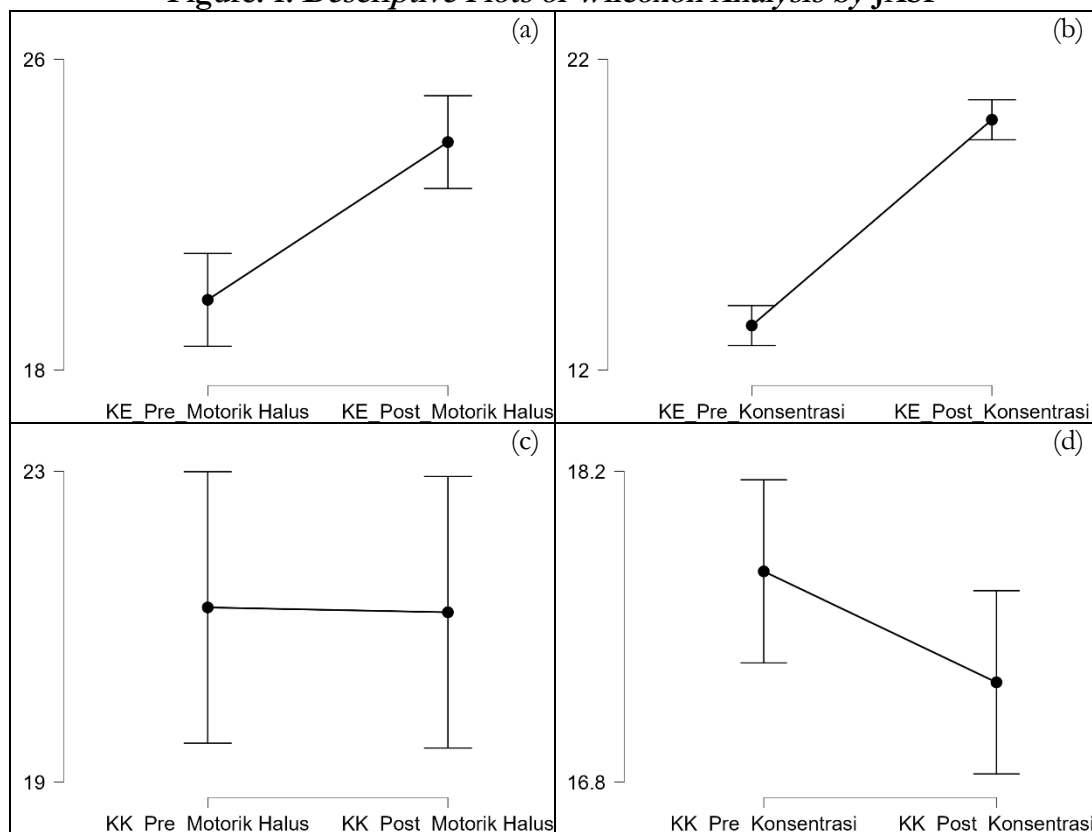 Figure. 1. Descriptive Plots of Wilcoxon Analysis by JASP
(a)
26
18
KE_Pre_Motorik Halus KE_Post_Motorik Halus
(b)
22
12
KE_Pre_Konsentrasi KE_Post_Konsentrasi
(c)
23
19
KK_Pre_Motorik Halus KK_Post_Motorik Halus
(d)
18.2
16.8
KK_Pre_Konsentrasi KK_Post_Konsentrasi